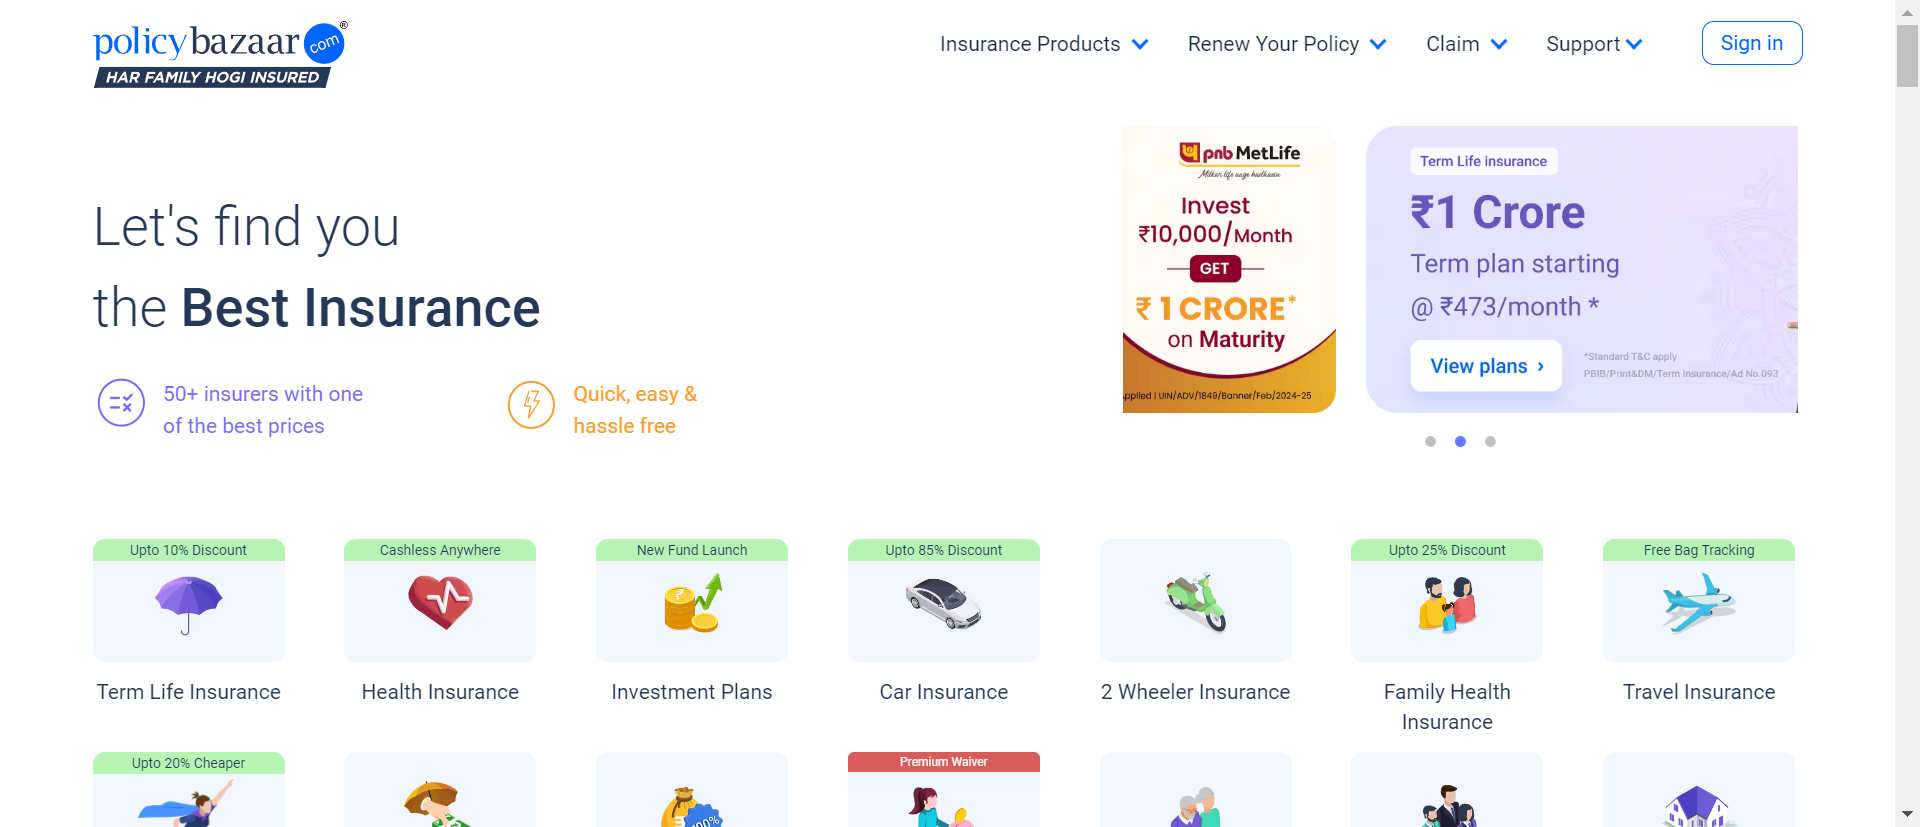 policybazaar com ®
HAR FAMILY HOGI INSURED
Insurance Products
Renew Your Policy
Claim
Support
Sign in
Let's find you
the Best Insurance
50+ insurers with one
of the best prices
Quick, easy &
hassle free
pnb MetLife
Milkar life aage badhaein
Invest
₹10,000/Month
GET
₹ 1 CRORE*
on Maturity
pplied | UIN/ADV/1849/Banner/Feb/2024-25
Term Life insurance
₹1 Crore
Term plan starting
@ ₹473/month *
View plans ›
*Standard T&C apply
PBIB/Print&DM/Term Insurance/Ad No.093
Upto 10% Discount
Cashless Anywhere
New Fund Launch
Upto 85% Discount
Upto 25% Discount
Free Bag Tracking
Term Life Insurance
Health Insurance
Investment Plans
Car Insurance
2 Wheeler Insurance
Family Health
Insurance
Travel Insurance
Upto 20% Cheaper
Premium Waiver
100%